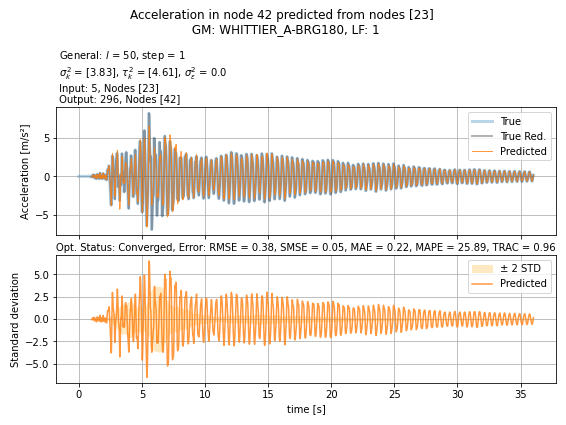 Acceleration in node 42 predicted from nodes [23]
GM: WHITTIER_A-BRG180, LF: 1
General: l = 50, step = 1
σ²ₖ = [3.83], τ²ₖ = [4.61], σ²ε = 0.0
Input: 5, Nodes [23]
Output: 296, Nodes [42]
Acceleration [m/s²]
5
0
−5
True
True Red.
Predicted
Opt. Status: Converged, Error: RMSE = 0.38, SMSE = 0.05, MAE = 0.22, MAPE = 25.89, TRAC = 0.96
Standard deviation
5.0
2.5
0.0
−2.5
−5.0
± 2 STD
Predicted
0 5 10 15 20 25 30 35
time [s]